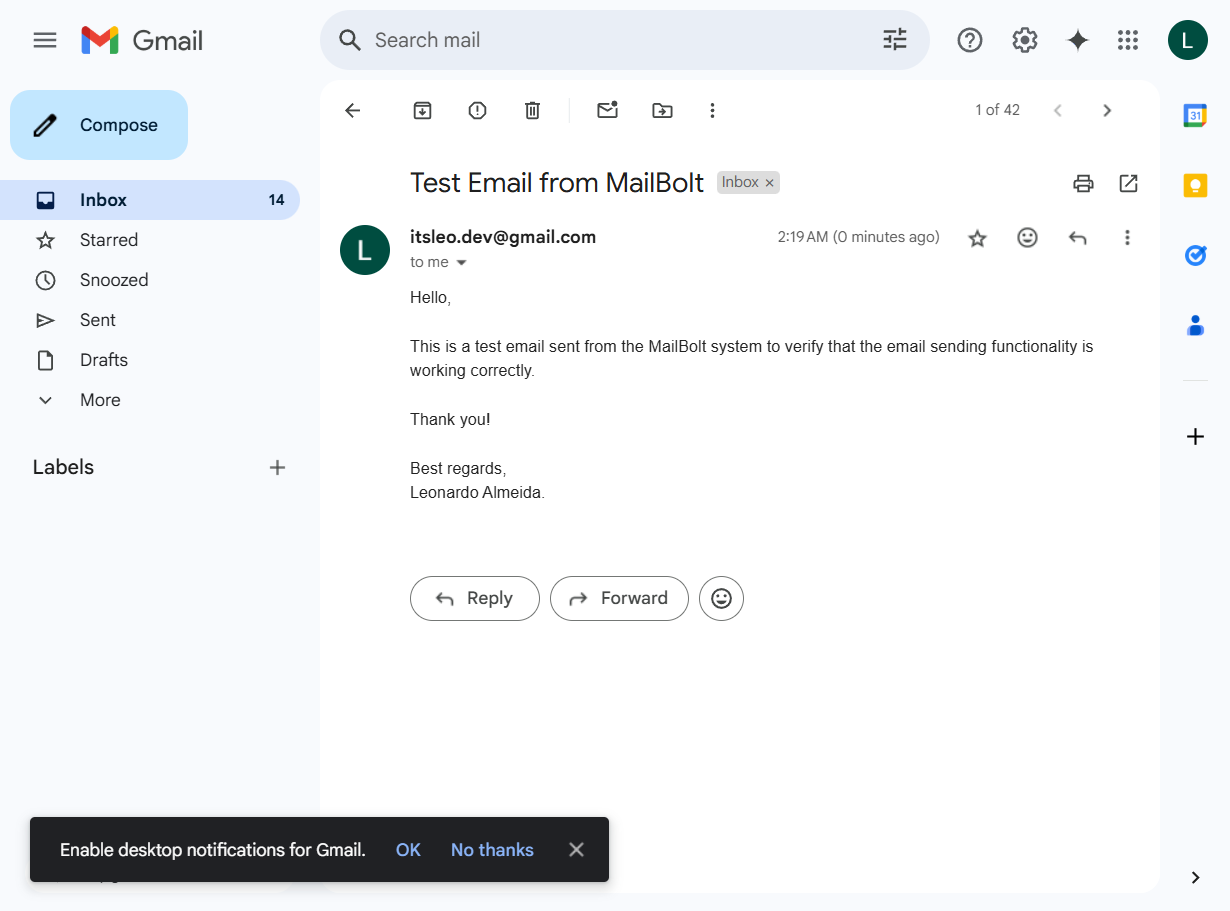 Gmail
Search mail
L
Compose
Inbox 14
Starred
Snoozed
Sent
Drafts
More
Labels
1 of 42
Test Email from MailBolt Inbox ×
L
itsleo.dev@gmail.com
2:19 AM (0 minutes ago)
to me
Hello,
This is a test email sent from the MailBolt system to verify that the email sending functionality is
working correctly.
Thank you!
Best regards,
Leonardo Almeida.
Reply
Forward
31
Enable desktop notifications for Gmail. OK No thanks